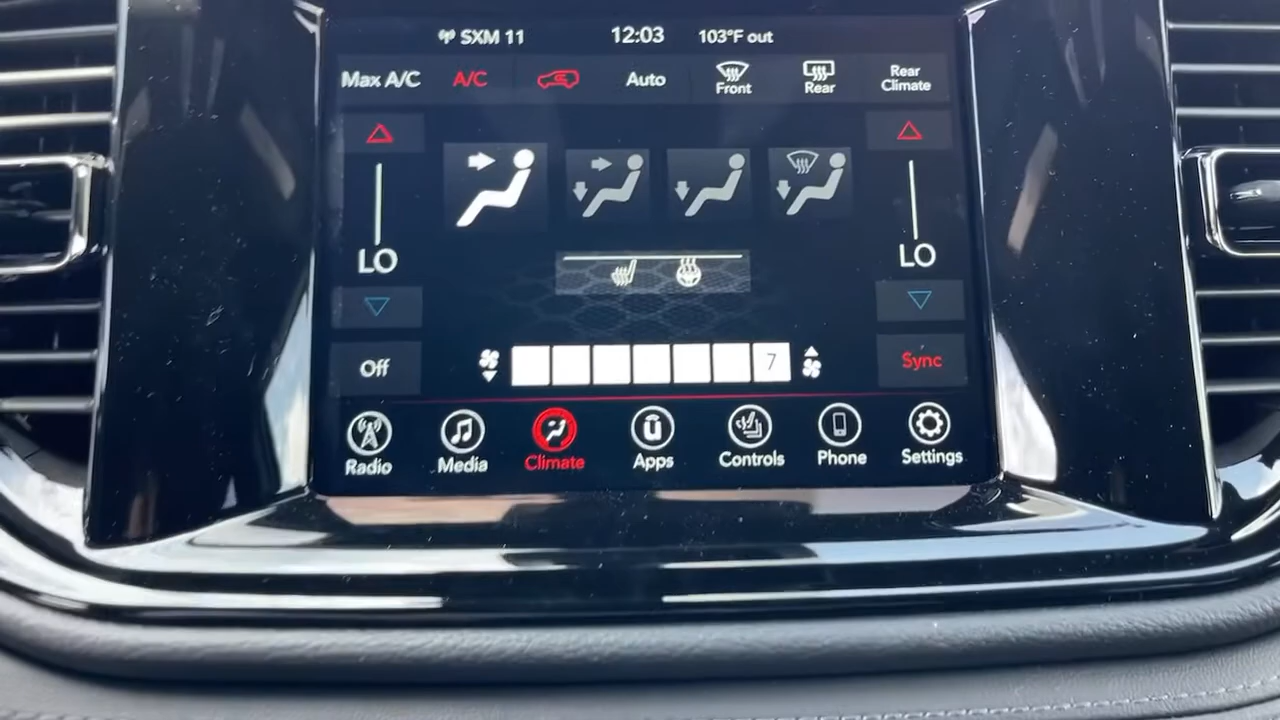 SXM 11 12:03 103°F out
Max A/C A/C Auto Front Rear Rear Climate
LO LO
Off 7 Sync
Radio Media Climate Apps Controls Phone Settings